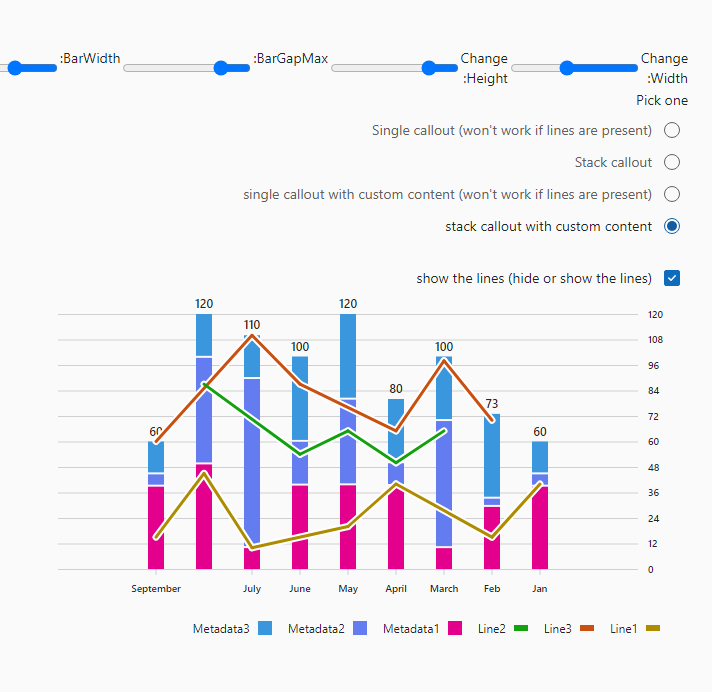 :BarWidth
:BarGapMax
Change :Height
Change :Width
Pick one
Single callout (won't work if lines are present)
Stack callout
single callout with custom content (won't work if lines are present)
stack callout with custom content
show the lines (hide or show the lines)
120
120
110
100
100
80
73
60
60
120
108
96
84
72
60
48
36
24
12
0
September July June May April March Feb Jan
Metadata3 Metadata2 Metadata1 Line2 Line3 Line1